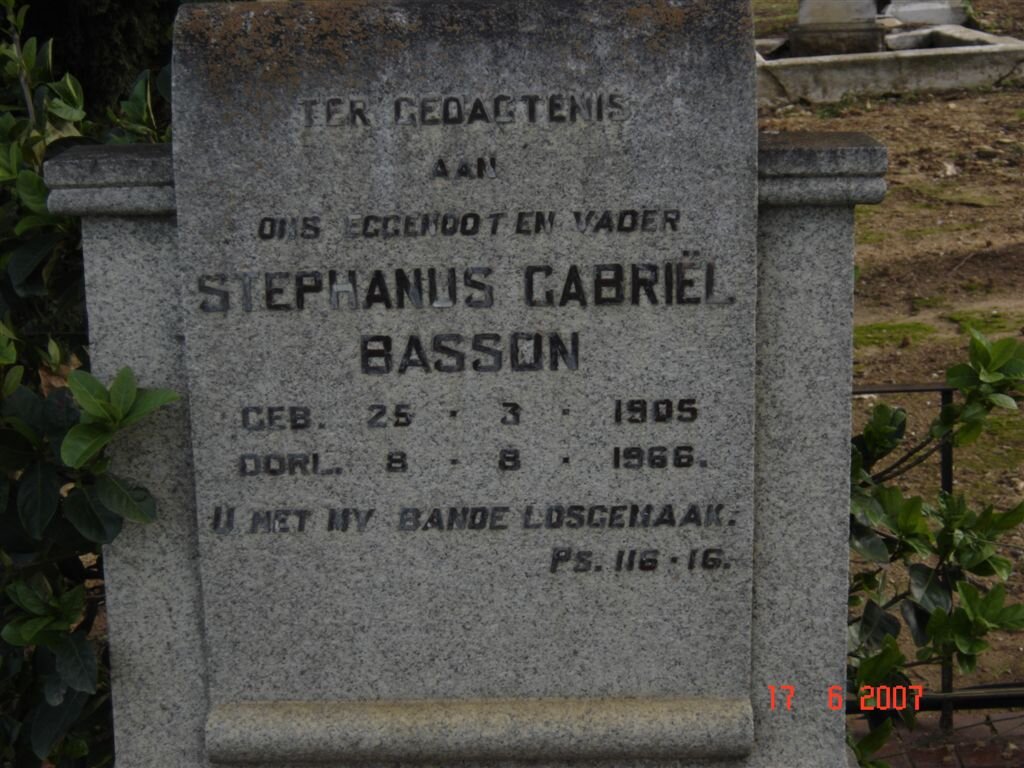 TER GEDAGTENIS
AAN
ONS EGGENOOT EN VADER
STEPHANUS GABRIËL
BASSON
GEB. 25 . 3 . 1905
OORL. 8 . 8 . 1966.
U HET MY BANDE LOSGEMAAK.
PS. 116.16.
17 6 2007